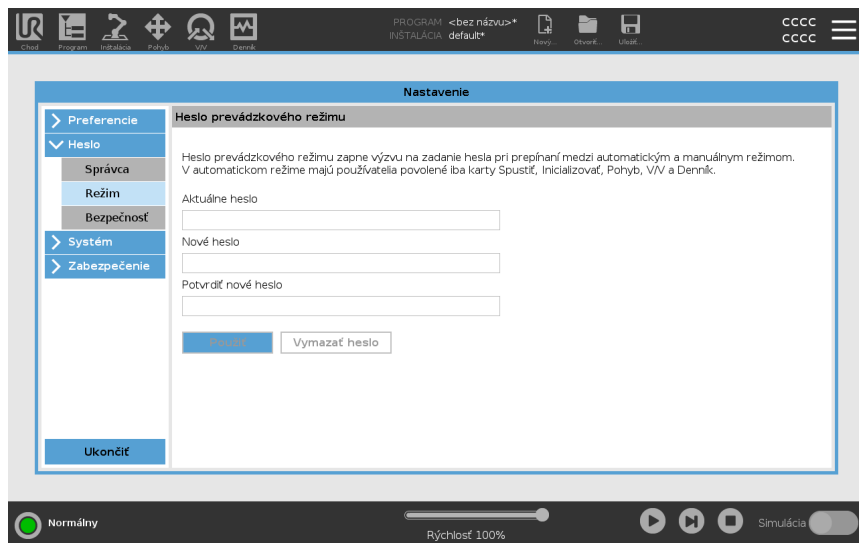 PROGRAM <bez názvu>*
INŠTALÁCIA default*
CCCC
CCCC
Chod Program Inštalácia Pohyb V/V Denník
Nový... Otvoriť... Uložiť...
Nastavenie
Preferencie
Heslo
Správca
Režim
Bezpečnosť
Systém
Zabezpečenie
Ukončiť
Heslo prevádzkového režimu
Heslo prevádzkového režimu zapne výzvu na zadanie hesla pri prepínaní medzi automatickým a manuálnym režimom.
V automatickom režime majú používatelia povolené iba karty Spustiť, Inicializovať, Pohyb, V/V a Denník.
Aktuálne heslo
Nové heslo
Potvrdiť nové heslo
Použiť Vymazať heslo
Normálny
Rýchlosť 100%
Simulácia